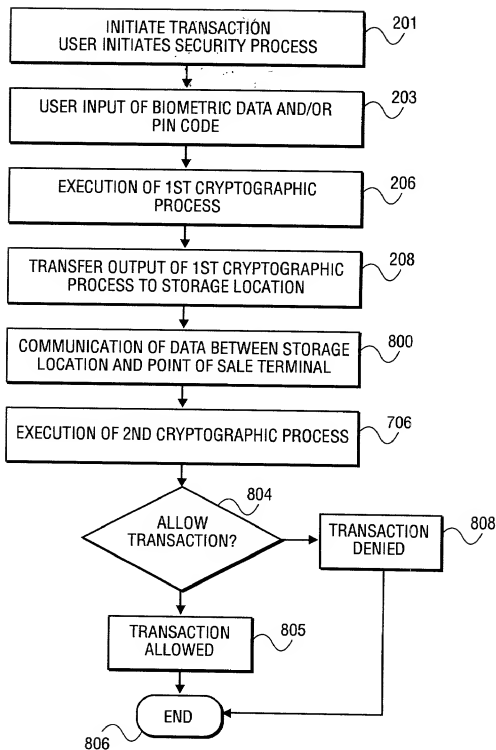 INITIATE TRANSACTION
USER INITIATES SECURITY PROCESS
201
USER INPUT OF BIOMETRIC DATA AND/OR
PIN CODE
203
EXECUTION OF 1ST CRYPTOGRAPHIC
PROCESS
206
TRANSFER OUTPUT OF 1ST CRYPTOGRAPHIC
PROCESS TO STORAGE LOCATION
208
COMMUNICATION OF DATA BETWEEN STORAGE
LOCATION AND POINT OF SALE TERMINAL
800
EXECUTION OF 2ND CRYPTOGRAPHIC PROCESS
706
804
ALLOW
TRANSACTION?
TRANSACTION
DENIED
808
TRANSACTION
ALLOWED
805
END
806